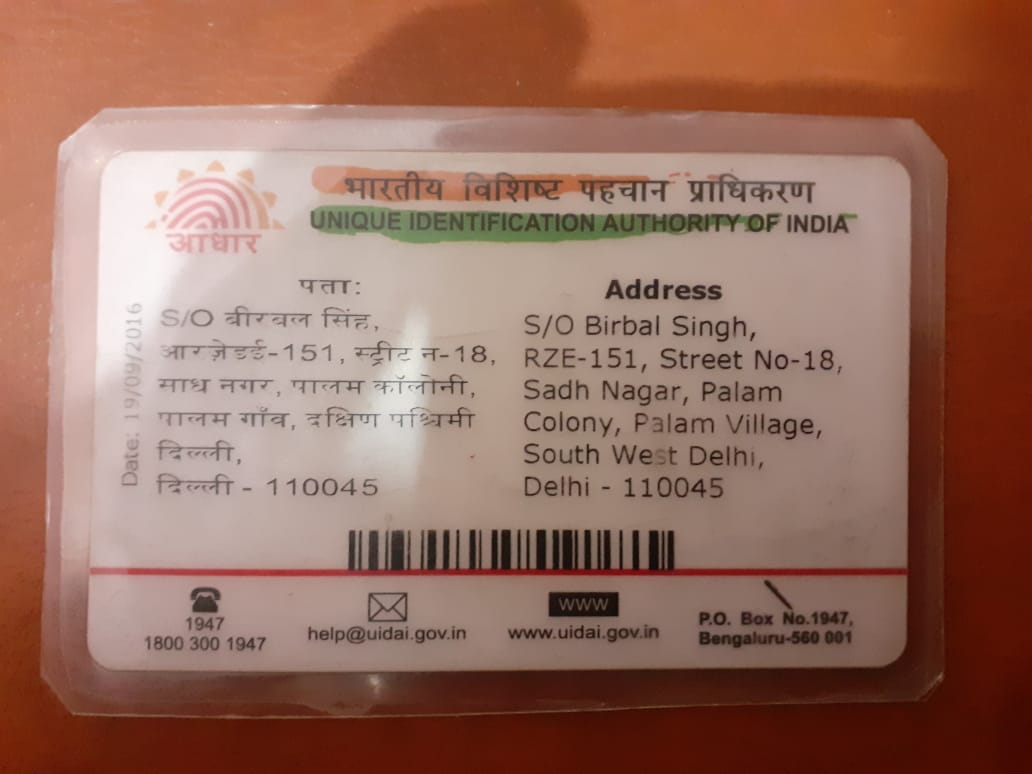 भारतीय विशिष्ट पहचान प्राधिकरण
UNIQUE IDENTIFICATION AUTHORITY OF INDIA
आधार
पता:
S/O बीरबल सिंह,
आरज़ेडई-151, स्ट्रीट न-18,
साध नगर, पालम कॉलोनी,
पालम गाँव, दक्षिण पश्चिमी
दिल्ली,
दिल्ली - 110045
Address
S/O Birbal Singh,
RZE-151, Street No-18,
Sadh Nagar, Palam
Colony, Palam Village,
South West Delhi,
Delhi - 110045
Date: 19/09/2016
1947
1800 300 1947
help@uidai.gov.in
www
www.uidai.gov.in
P.O. Box No.1947,
Bengaluru-560 001